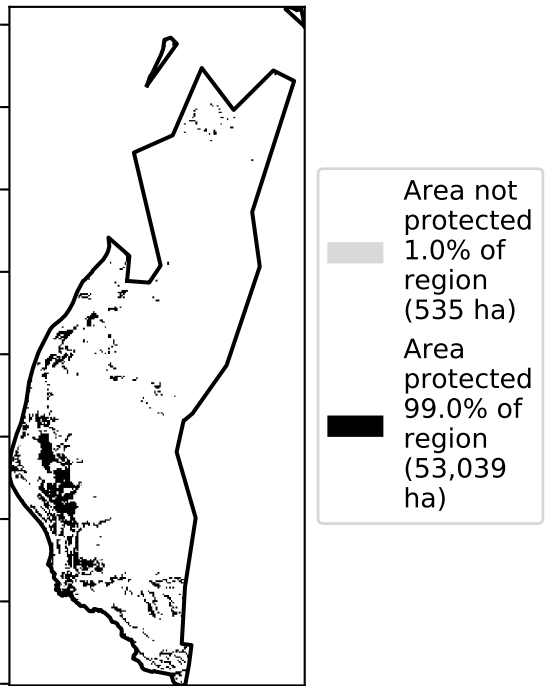 Area not
protected
1.0% of
region
(535 ha)
Area
protected
99.0% of
region
(53,039
ha)